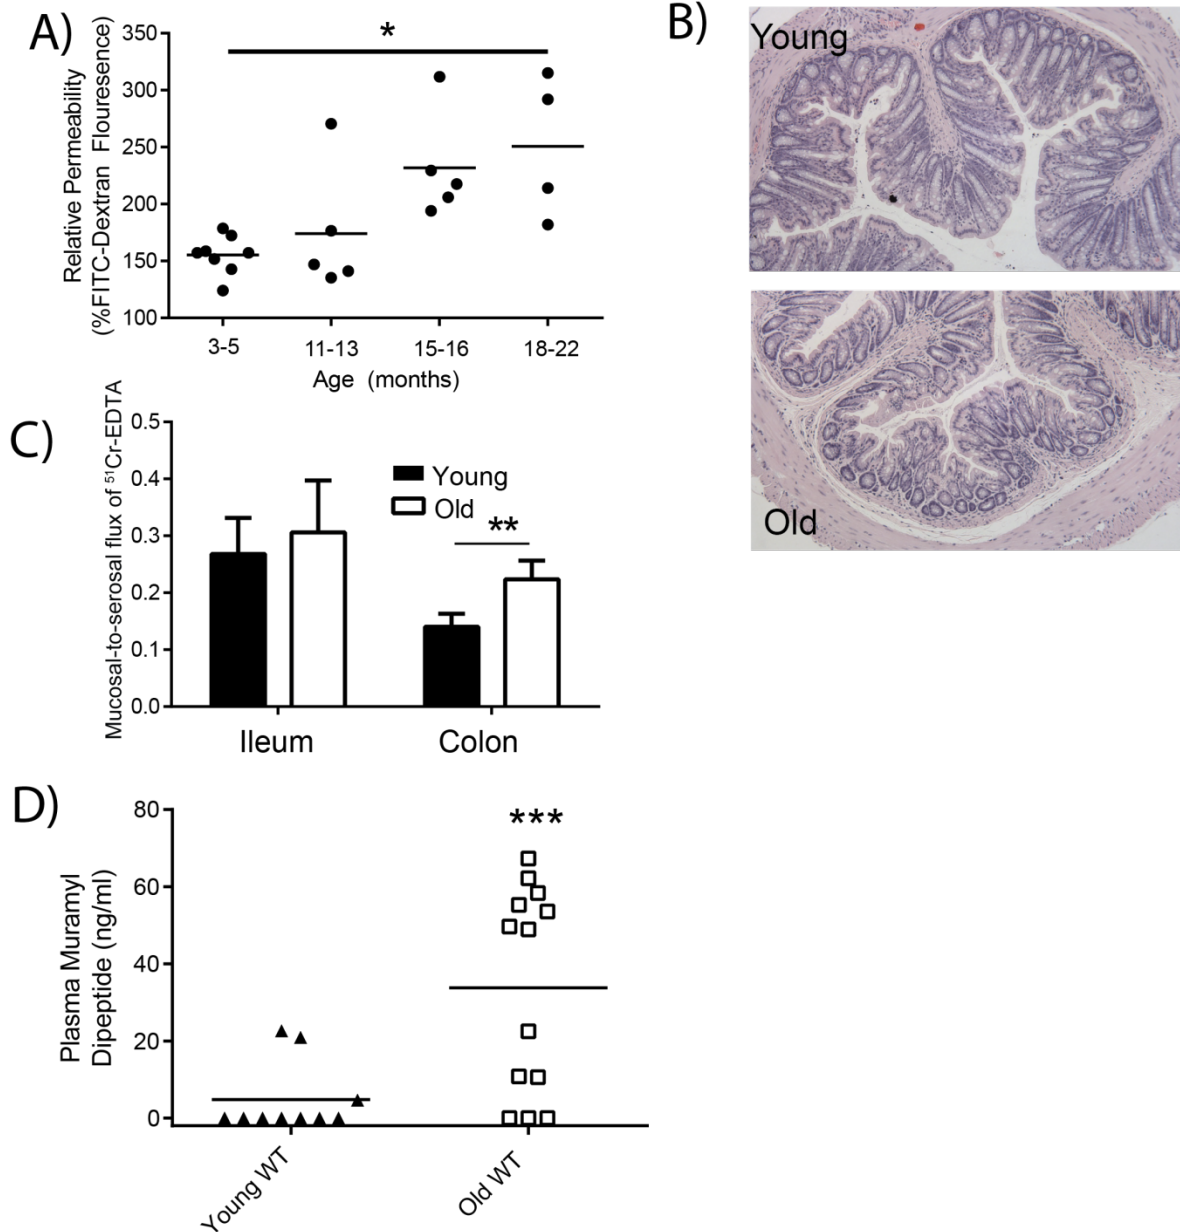 A)
*
Relative Permeability
(%FITC-Dextran Flouresence)
350
300
250
200
150
100
3-5
11-13
15-16
18-22
Age (months)
B)
Young
Old
C)
Mucosal-to-serosal flux of ⁵¹Cr-EDTA
0.5
0.4
0.3
0.2
0.1
0.0
Young
Old
**
Ileum
Colon
D)
Plasma Muramyl
Dipeptide (ng/ml)
80
60
40
20
0
***
Young WT
Old WT